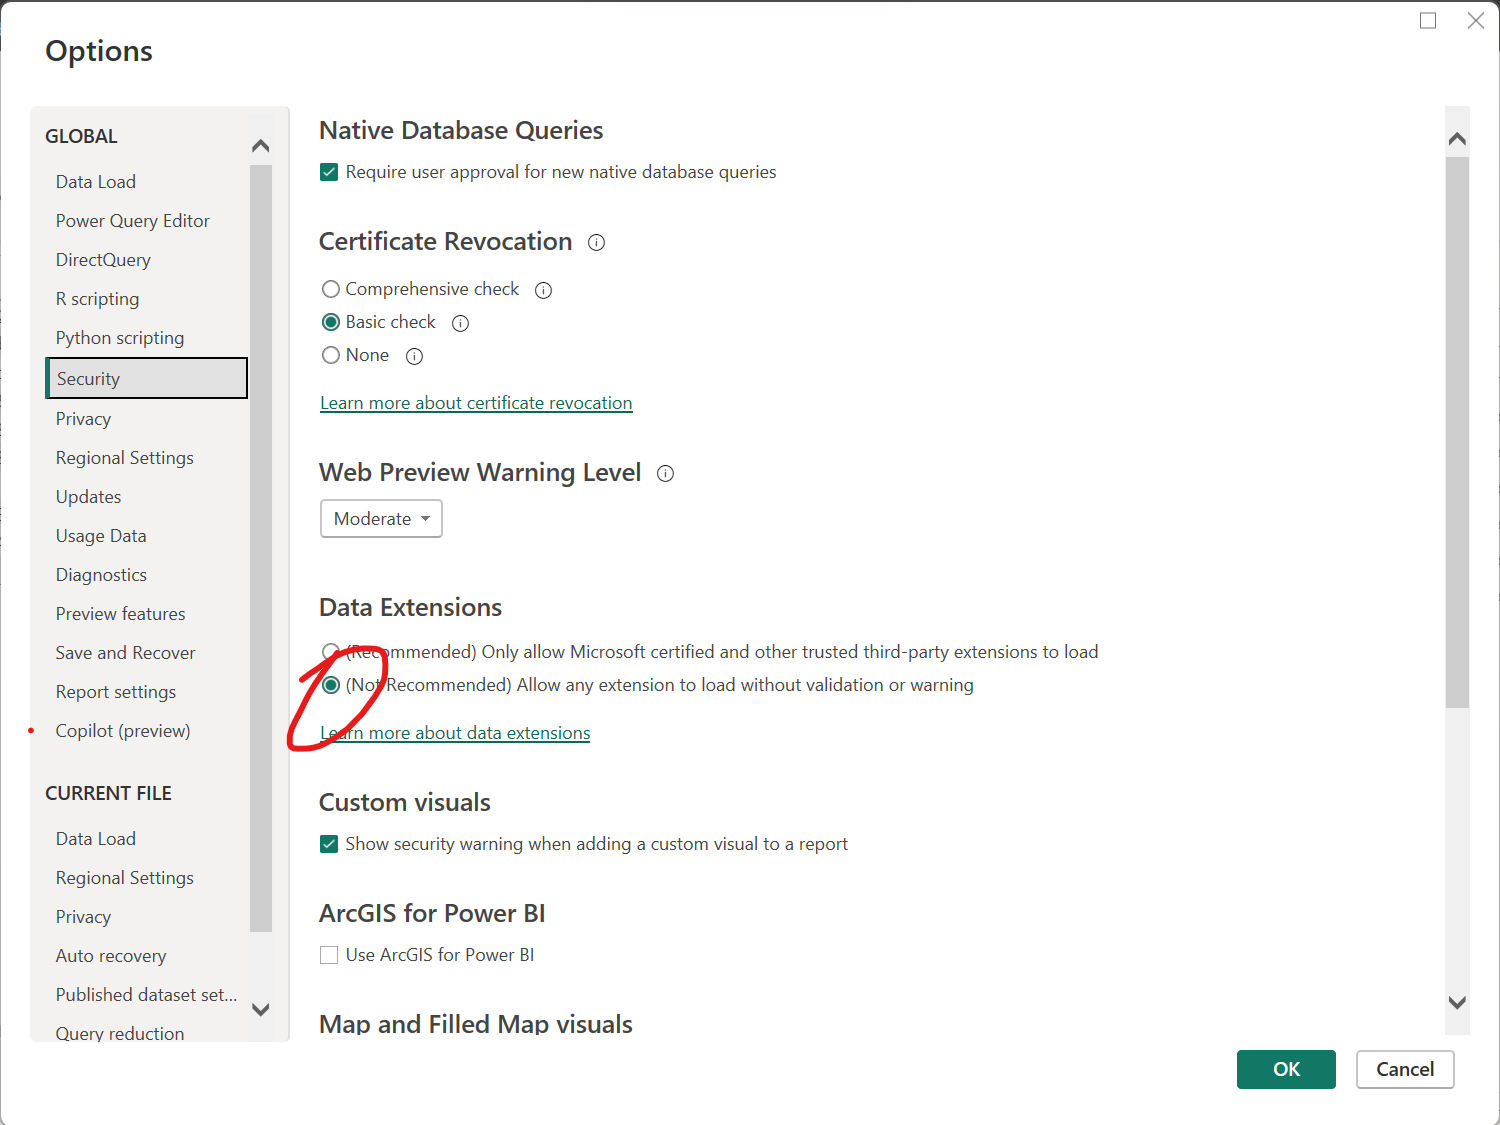 Options
GLOBAL
Data Load
Power Query Editor
DirectQuery
R scripting
Python scripting
Security
Privacy
Regional Settings
Updates
Usage Data
Diagnostics
Preview features
Save and Recover
Report settings
Copilot (preview)
CURRENT FILE
Data Load
Regional Settings
Privacy
Auto recovery
Published dataset set...
Query reduction
Native Database Queries
Require user approval for new native database queries
Certificate Revocation
Comprehensive check
Basic check
None
Learn more about certificate revocation
Web Preview Warning Level
Moderate
Data Extensions
(Recommended) Only allow Microsoft certified and other trusted third-party extensions to load
(Not Recommended) Allow any extension to load without validation or warning
Learn more about data extensions
Custom visuals
Show security warning when adding a custom visual to a report
ArcGIS for Power BI
Use ArcGIS for Power BI
Map and Filled Map visuals
OK
Cancel